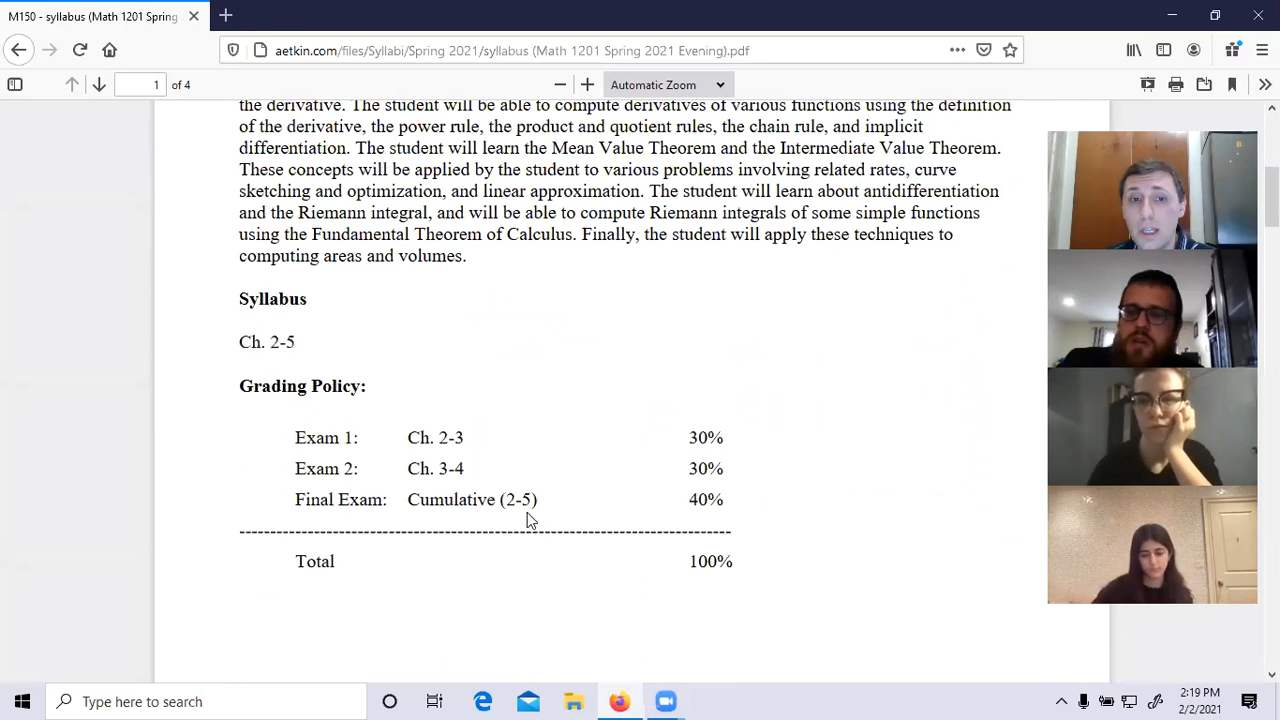 M150 - syllabus (Math 1201 Spring
aetkin.com/files/Syllabi/Spring 2021/syllabus (Math 1201 Spring 2021 Evening).pdf
1 of 4
Automatic Zoom
the derivative. The student will be able to compute derivatives of various functions using the definition
of the derivative, the power rule, the product and quotient rules, the chain rule, and implicit
differentiation. The student will learn the Mean Value Theorem and the Intermediate Value Theorem.
These concepts will be applied by the student to various problems involving related rates, curve
sketching and optimization, and linear approximation. The student will learn about antidifferentiation
and the Riemann integral, and will be able to compute Riemann integrals of some simple functions
using the Fundamental Theorem of Calculus. Finally, the student will apply these techniques to
computing areas and volumes.
Syllabus
Ch. 2-5
Grading Policy:
Exam 1: Ch. 2-3 30%
Exam 2: Ch. 3-4 30%
Final Exam: Cumulative (2-5) 40%
--------------------------------------------------------------------------------
Total 100%
Type here to search
2:19 PM
2/2/2021